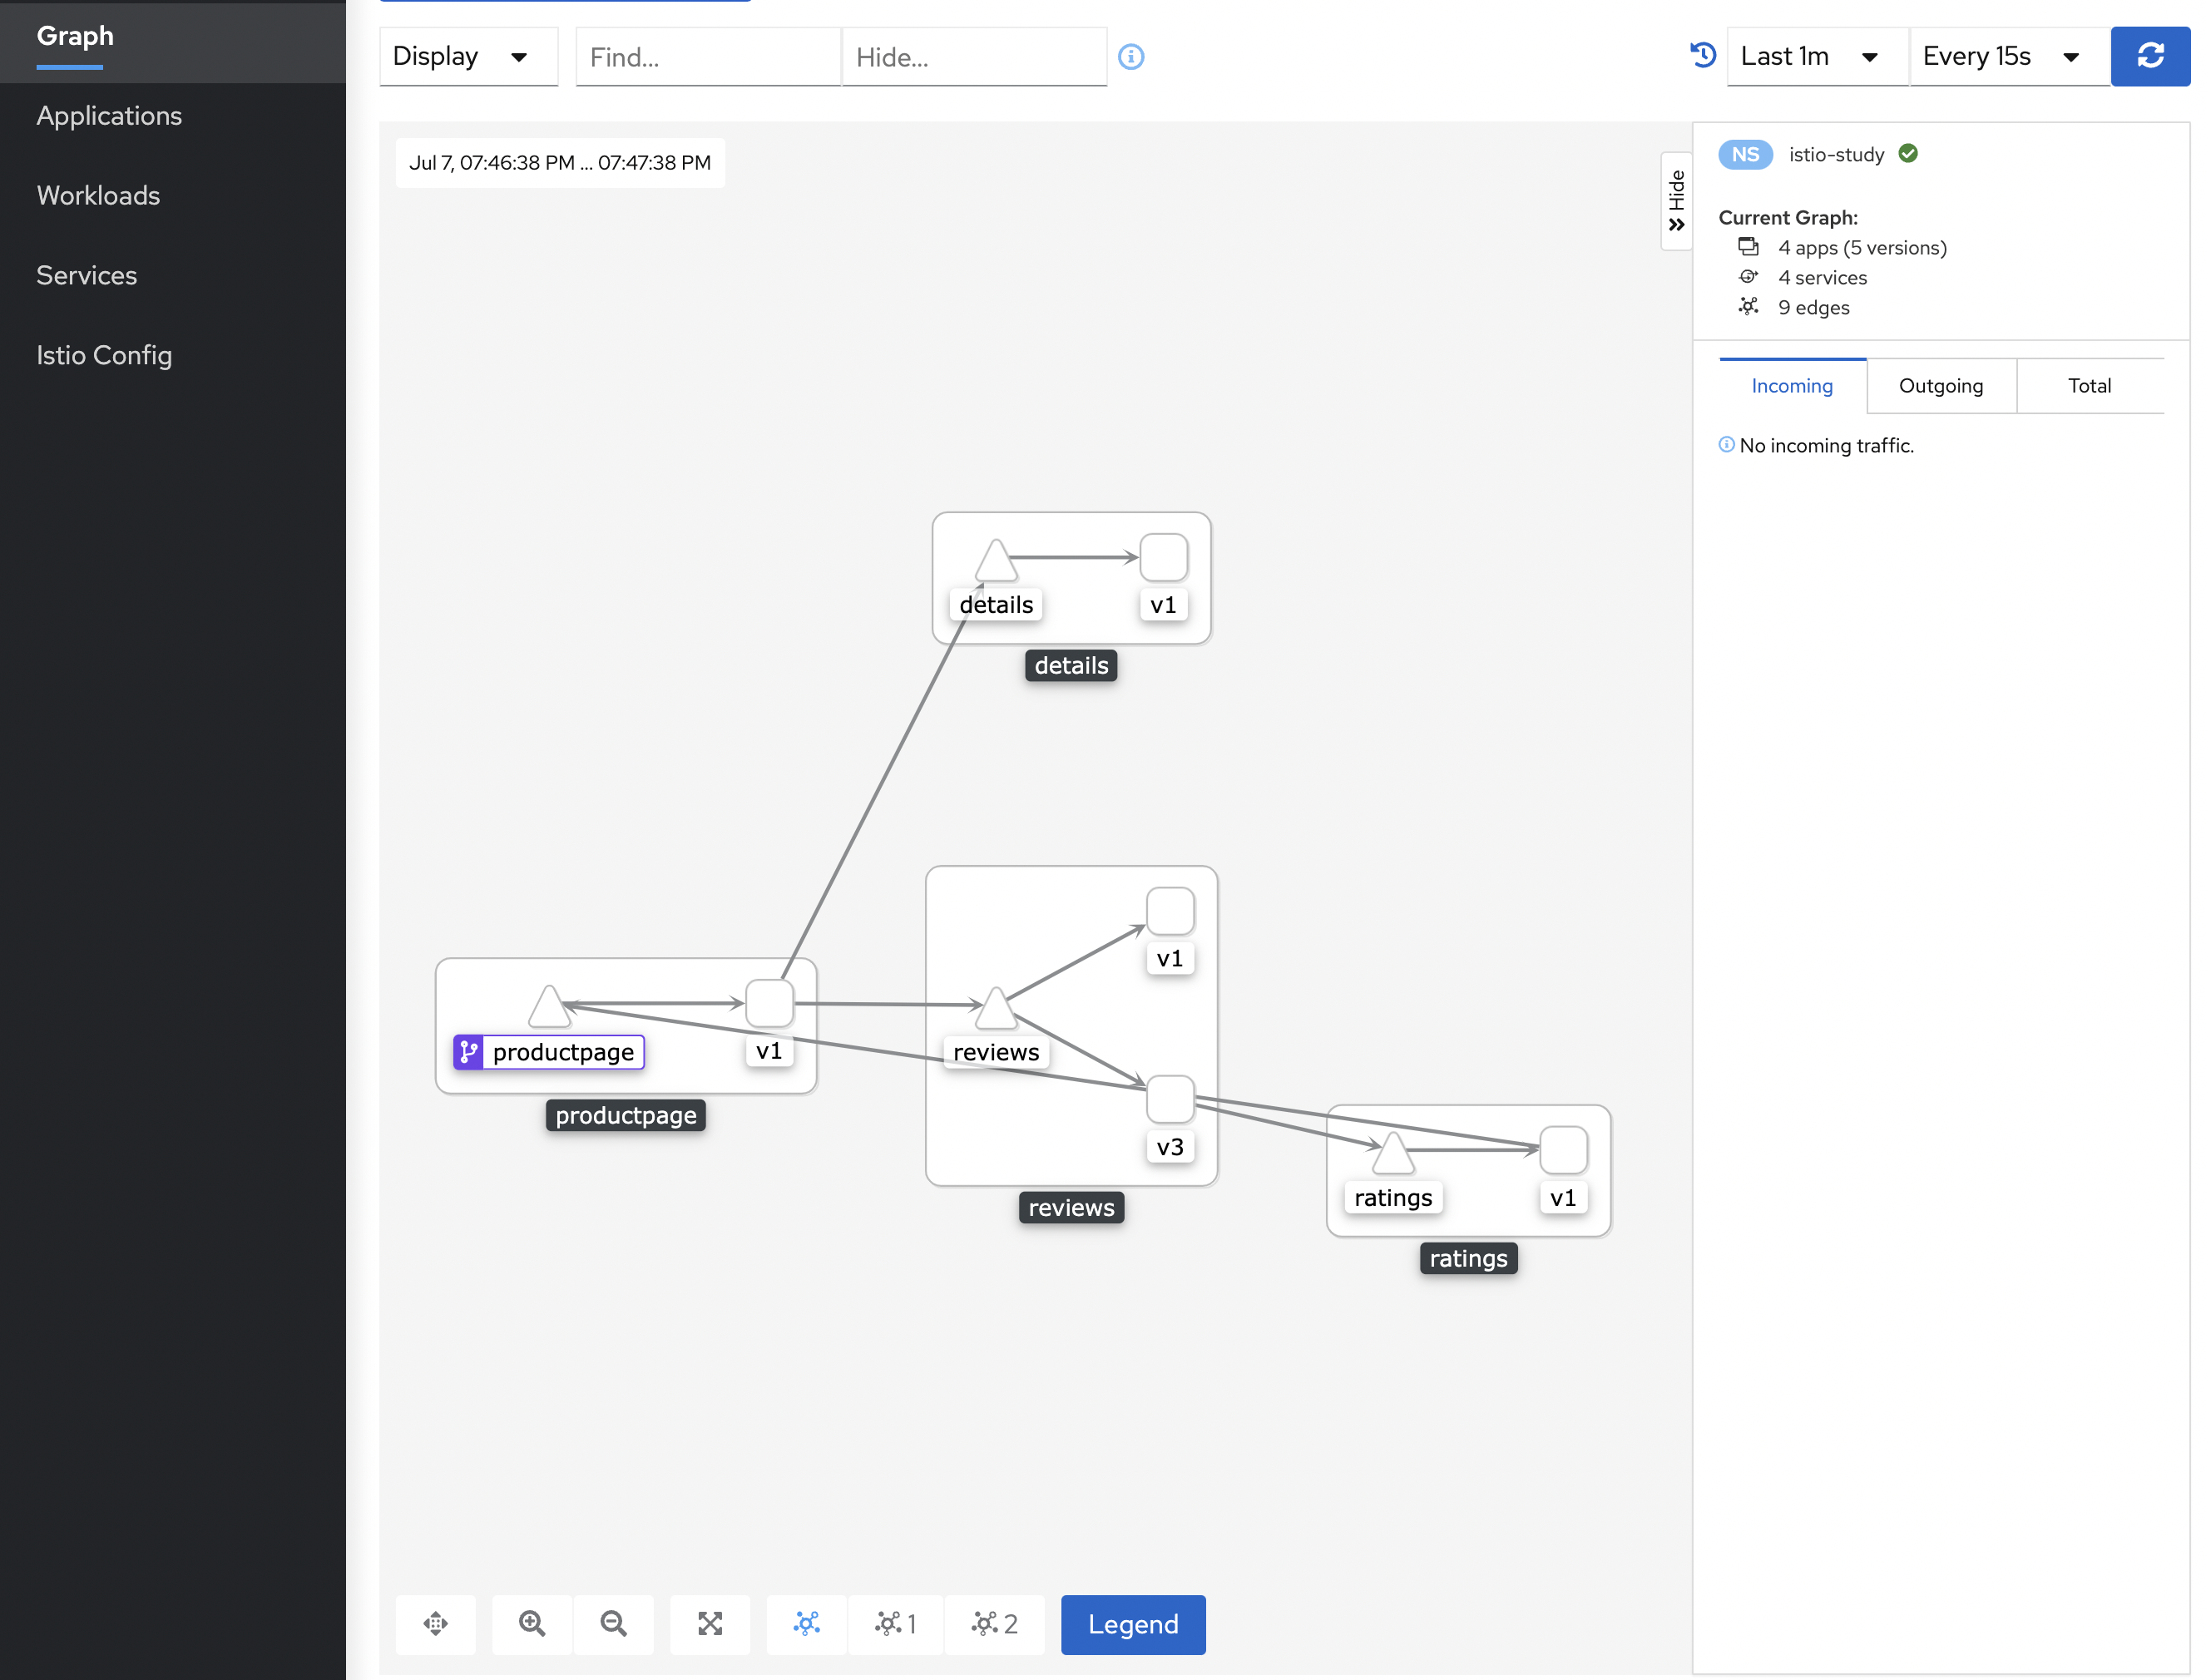 Graph
Applications
Workloads
Services
Istio Config
Display
Find...
Hide...
Last 1m
Every 15s
Jul 7, 07:46:38 PM ... 07:47:38 PM
Hide
NS istio-study
Current Graph:
4 apps (5 versions)
4 services
9 edges
Incoming
Outgoing
Total
No incoming traffic.
details
v1
details
v1
productpage
v1
reviews
productpage
v3
reviews
ratings
v1
ratings
1
2
Legend